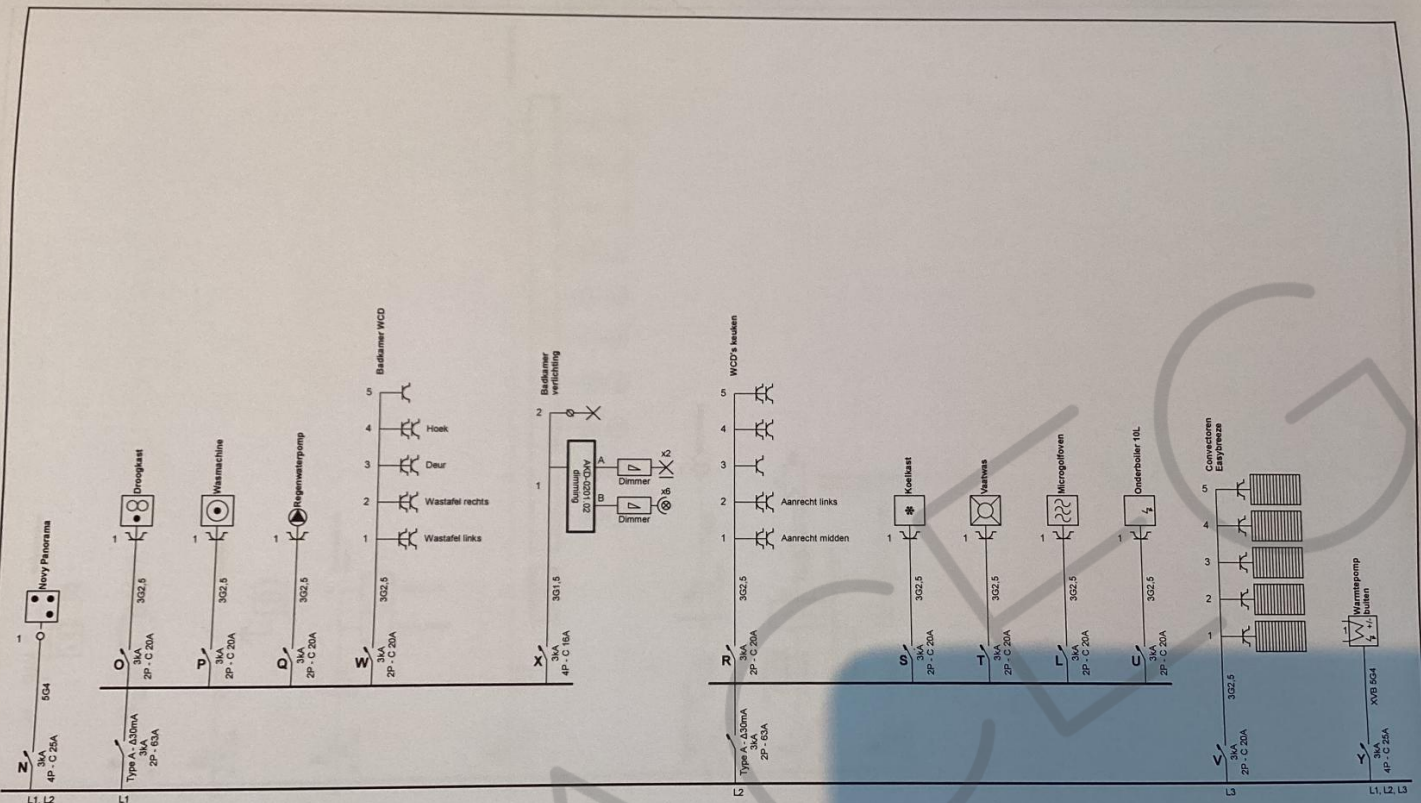 Novy Panorama
1
5G4
N
3kA
4P - C 25A
L1, L2
Droogkast
1
3G2,5
O
3kA
2P - C 20A
Wasmachine
1
3G2,5
P
3kA
2P - C 20A
Regenwaterpomp
1
3G2,5
Q
3kA
2P - C 20A
Badkamer WCD
5
4
Hoek
3
Deur
2
Wastafel rechts
1
Wastafel links
3G2,5
W
3kA
2P - C 20A
Badkamer
verlichting
2
1
AKD-0201.02
dimming
A
Dimmer
x2
B
Dimmer
x6
3G1,5
X
3kA
4P - C 16A
Type A - Δ30mA
3kA
2P - 63A
L1
WCD's keuken
5
4
3
2
Aanrecht links
1
Aanrecht midden
3G2,5
R
3kA
2P - C 20A
Koelkast
1
3G2,5
S
3kA
2P - C 20A
Vaatwas
1
3G2,5
T
3kA
2P - C 20A
Microgolfoven
1
3G2,5
L
3kA
2P - C 20A
Onderboiler 10L
1
3G2,5
U
3kA
2P - C 20A
Type A - Δ30mA
3kA
2P - 63A
L2
Convectoren
Easybreeze
5
4
3
2
1
3G2,5
V
3kA
2P - C 20A
L3
Warmtepomp
buiten
XVB 5G4
Y
3kA
4P - C 25A
L1, L2, L3